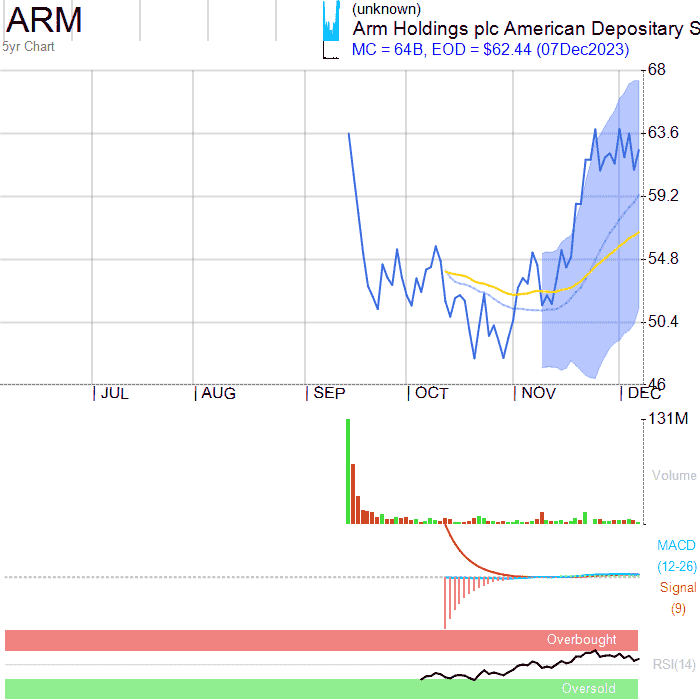 ARM
(unknown)
Arm Holdings plc American Depositary S
5yr Chart
MC = 64B, EOD = $62.44 (07Dec2023)
68
63.6
59.2
54.8
50.4
46
JUL AUG SEP OCT NOV DEC
131M
Volume
MACD
(12-26)
Signal
(9)
Overbought
RSI(14)
Oversold